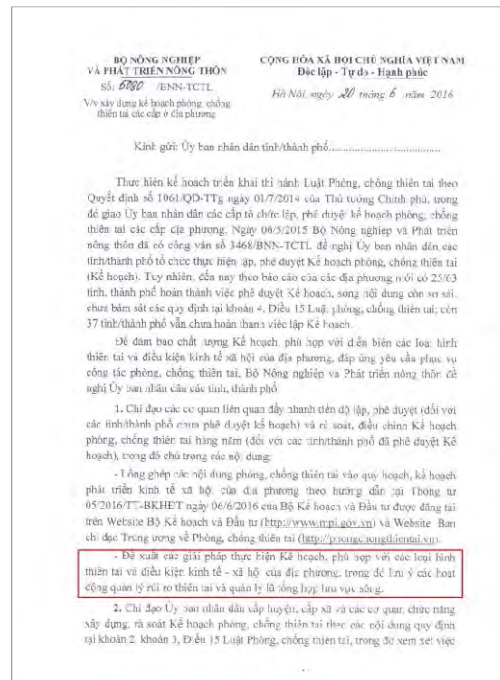 BỘ NÔNG NGHIỆP
VÀ PHÁT TRIỂN NÔNG THÔN
Số: 5080 /BNN-TCTL
V/v xây dựng kế hoạch phòng, chống
thiên tai các cấp ở địa phương
CỘNG HÒA XÃ HỘI CHỦ NGHĨA VIỆT NAM
Độc lập - Tự do - Hạnh phúc
Hà Nội, ngày 20 tháng 6 năm 2016
Kính gửi: Ủy ban nhân dân tỉnh/thành phố.......................................
Thực hiện kế hoạch triển khai thi hành Luật Phòng, chống thiên tai theo
Quyết định số 1061/QĐ-TTg ngày 01/7/2014 của Thủ tướng Chính phủ, trong
đó giao Ủy ban nhân dân các cấp tổ chức lập, phê duyệt kế hoạch phòng, chống
thiên tai các cấp địa phương. Ngày 06/5/2015 Bộ Nông nghiệp và Phát triển
nông thôn đã có công văn số 3468/BNN-TCTL đề nghị Ủy ban nhân dân các
tỉnh/thành phố tổ chức thực hiện lập, phê duyệt Kế hoạch phòng, chống thiên tai
(Kế hoạch). Tuy nhiên, đến nay theo báo cáo của các địa phương mới có 25/63
tỉnh, thành phố hoàn thành việc phê duyệt Kế hoạch, song nội dung còn sơ sài,
chưa bám sát các quy định tại khoản 4, Điều 15 Luật phòng, chống thiên tai; còn
37 tỉnh/thành phố vẫn chưa hoàn thành việc lập Kế hoạch.
Để đảm bảo chất lượng Kế hoạch, phù hợp với diễn biến các loại hình
thiên tai và điều kiện kinh tế xã hội của địa phương, đáp ứng yêu cầu phục vụ
công tác phòng, chống thiên tai, Bộ Nông nghiệp và Phát triển nông thôn đề
nghị Ủy ban nhân dân các tỉnh, thành phố
1. Chỉ đạo các cơ quan liên quan đẩy nhanh tiến độ lập, phê duyệt (đối với
các tỉnh/thành phố chưa phê duyệt kế hoạch) và rà soát, điều chỉnh Kế hoạch
phòng, chống thiên tai hàng năm (đối với các tỉnh/thành phố đã phê duyệt Kế
hoạch), trong đó chú trọng các nội dung:
- Lồng ghép các nội dung phòng, chống thiên tai vào quy hoạch, kế hoạch
phát triển kinh tế xã hội của địa phương theo hướng dẫn tại Thông tư
05/2016/TT-BKHĐT ngày 06/6/2016 của Bộ Kế hoạch và Đầu tư được đăng tải
trên Website Bộ Kế hoạch và Đầu tư (http://www.mpi.gov.vn) và Website Ban
chỉ đạo Trung ương về Phòng, chống thiên tai (http://phongchongthientai.vn).
- Đề xuất các giải pháp thực hiện Kế hoạch, phù hợp với các loại hình
thiên tai và điều kiện kinh tế - xã hội của địa phương, trong đó lưu ý các hoạt
động quản lý rủi ro thiên tai và quản lý lũ tổng hợp lưu vực sông.
2. Chỉ đạo Ủy ban nhân dân cấp huyện, cấp xã và các cơ quan, chức năng
xây dựng, rà soát Kế hoạch phòng, chống thiên tai theo các nội dung quy định
tại khoản 2, khoản 3, Điều 15 Luật Phòng, chống thiên tai, trong đó xem xét việc